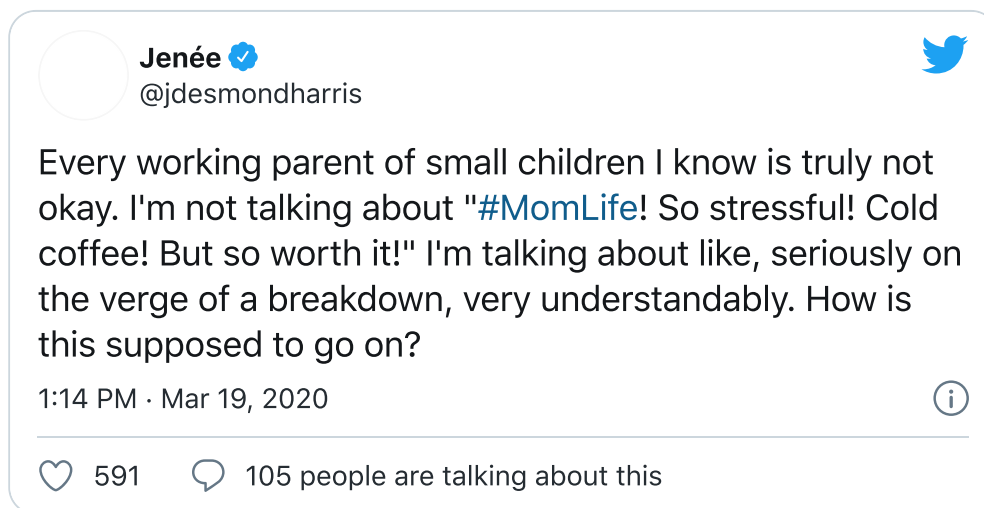 Jenée
@jdesmondharris
Every working parent of small children I know is truly not
okay. I'm not talking about "#MomLife! So stressful! Cold
coffee! But so worth it!" I'm talking about like, seriously on
the verge of a breakdown, very understandably. How is
this supposed to go on?
1:14 PM · Mar 19, 2020
591 105 people are talking about this